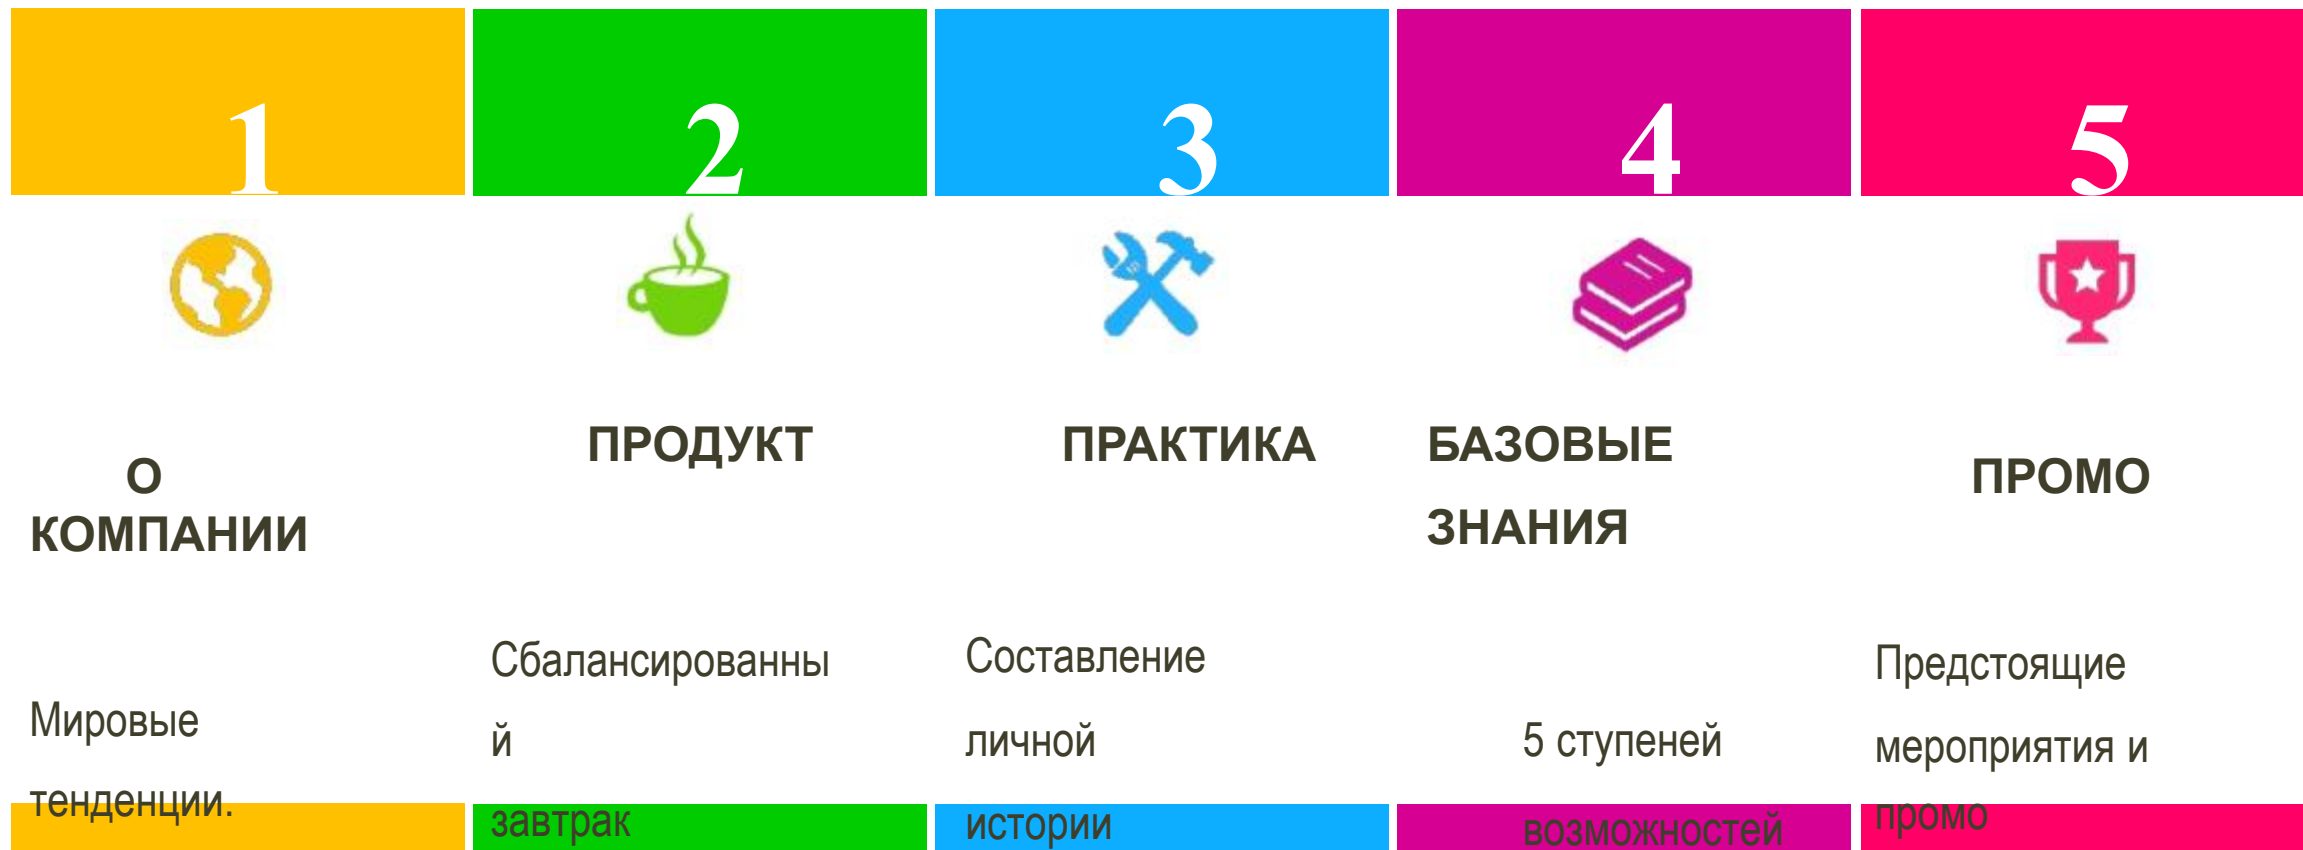 1
2
3
4
5
О
КОМПАНИИ
ПРОДУКТ
ПРАКТИКА
БАЗОВЫЕ
ЗНАНИЯ
ПРОМО
Мировые
тенденции.
Сбалансированны
й
завтрак
Составление
личной
истории
5 ступеней
возможностей
Предстоящие
мероприятия и
промо